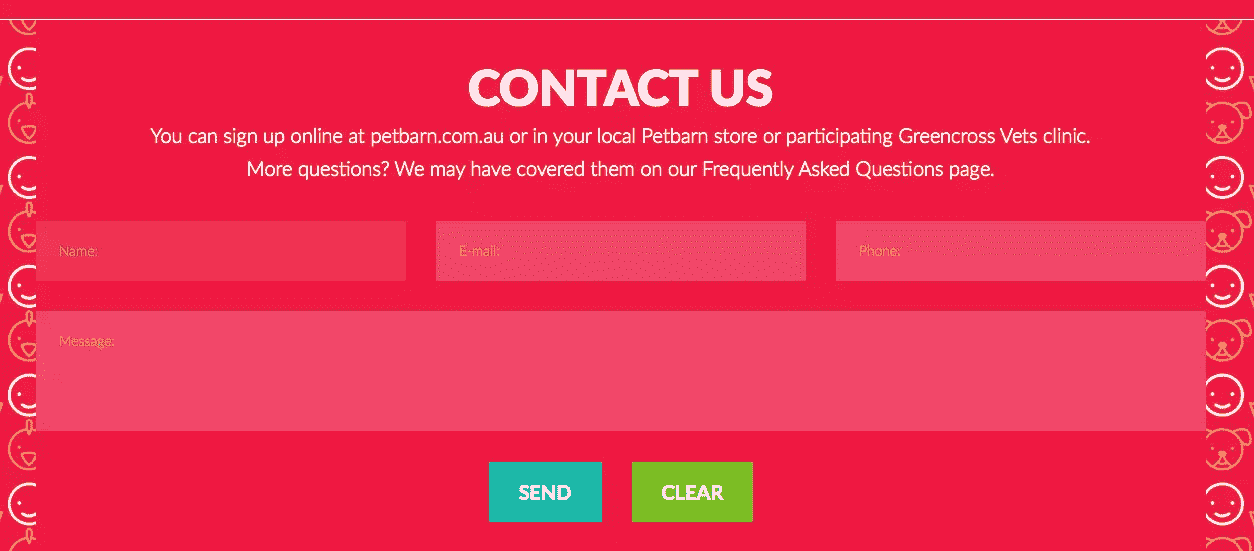 CONTACT US
You can sign up online at petbarn.com.au or in your local Petbarn store or participating Greencross Vets clinic.
More questions? We may have covered them on our Frequently Asked Questions page.
Name: E-mail: Phone:
Message:
SEND CLEAR